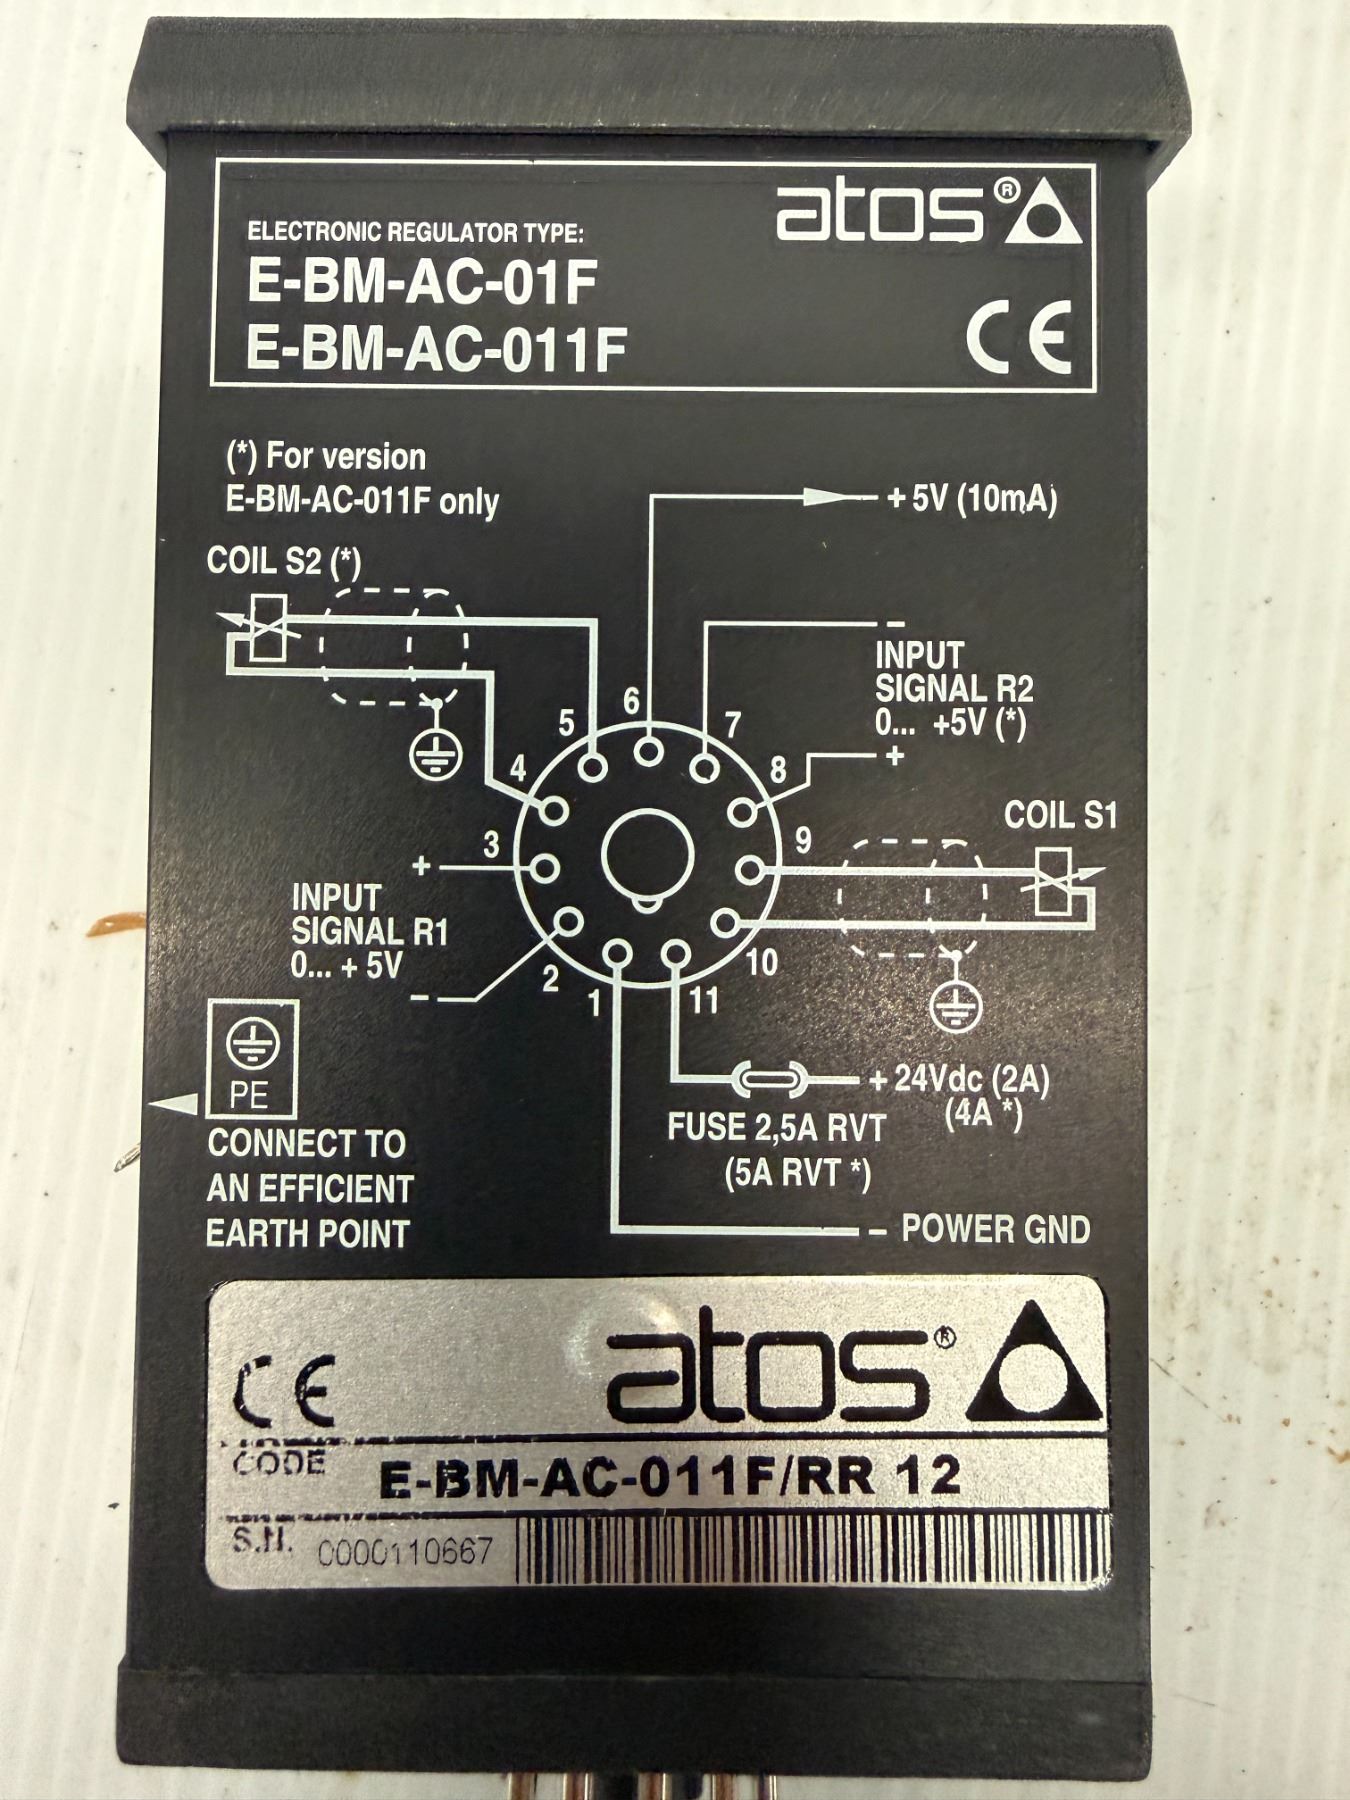 atos®
ELECTRONIC REGULATOR TYPE:
E-BM-AC-01F
E-BM-AC-011F
CE
(*) For version
E-BM-AC-011F only
+ 5V (10mA)
COIL S2 (*)
-
INPUT
SIGNAL R2
0... +5V (*)
+
6
5
7
4
8
COIL S1
3
9
+
INPUT
SIGNAL R1
0... + 5V
-
2
10
1
11
PE
CONNECT TO
AN EFFICIENT
EARTH POINT
+ 24Vdc (2A)
(4A *)
FUSE 2,5A RVT
(5A RVT *)
- POWER GND
CE
atos®
CODE E-BM-AC-011F/RR 12
S.N. 0000110667